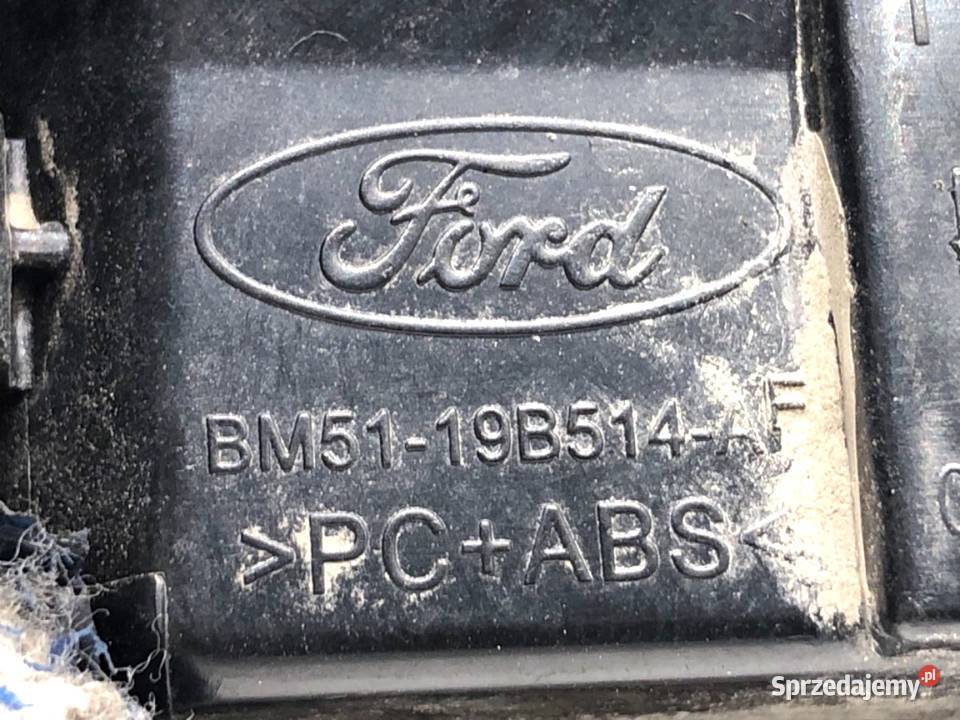 Ford
BM51-19B514-AF
>PC+ABS<
Sprzedajemy.pl